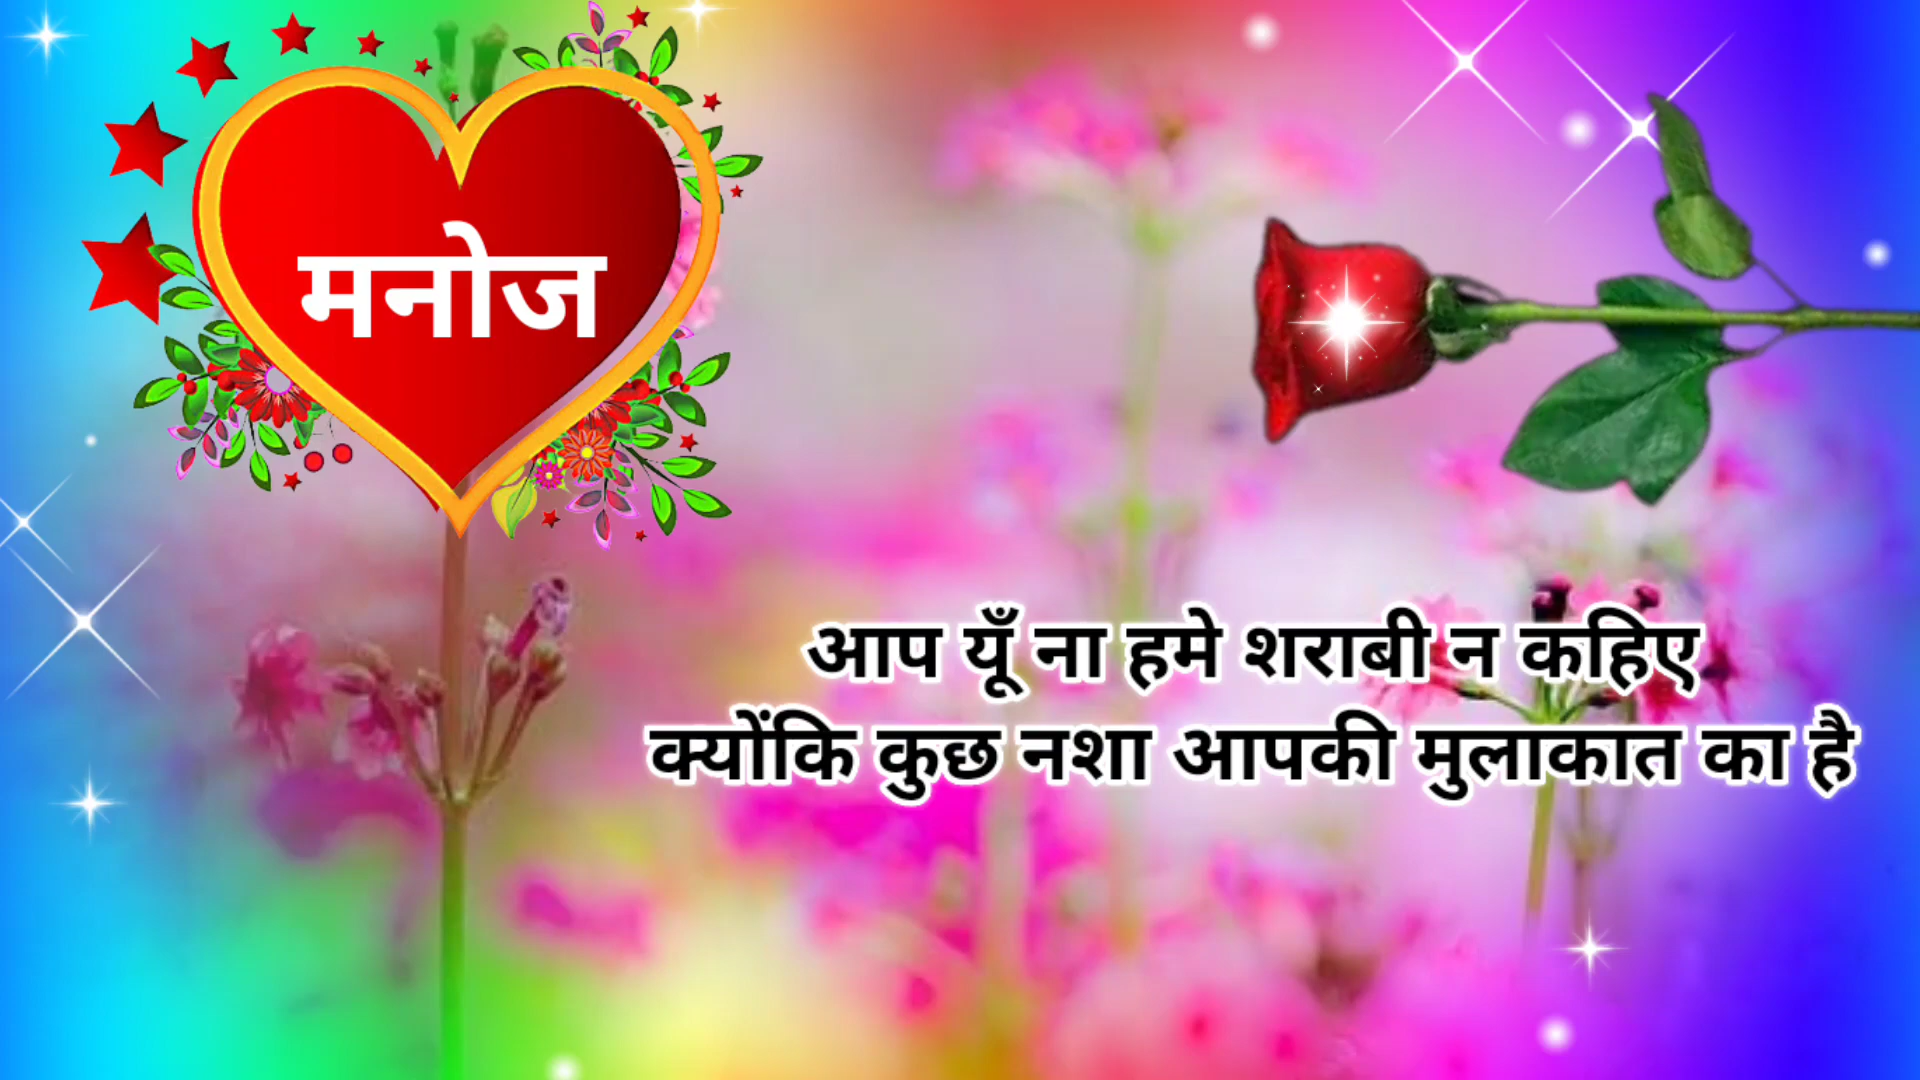 मनोज
आप यूँ ना हमे शराबी न कहिए
क्योंकि कुछ नशा आपकी मुलाकात का है